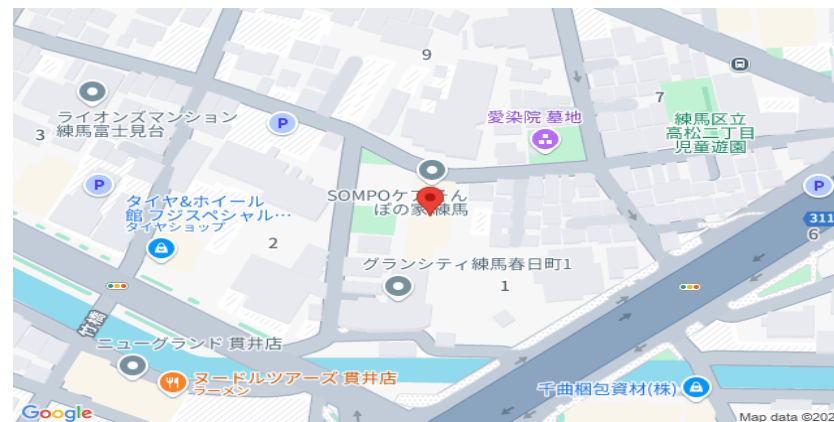 9
7
ライオンズマンション
練馬富士見台
3
P
愛染院 墓地
練馬区立
高松二丁目
児童遊園
P
P
SOMPOケア そん
ぽの家 練馬
タイヤ&ホイール
館 フジスペシャル…
タイヤショップ
2
311
6
グランシティ練馬春日町1
1
竹橋
ニューグランド 貫井店
ヌードルツアーズ 貫井店
ラーメン
千曲梱包資材(株)
Google
Map data ©202